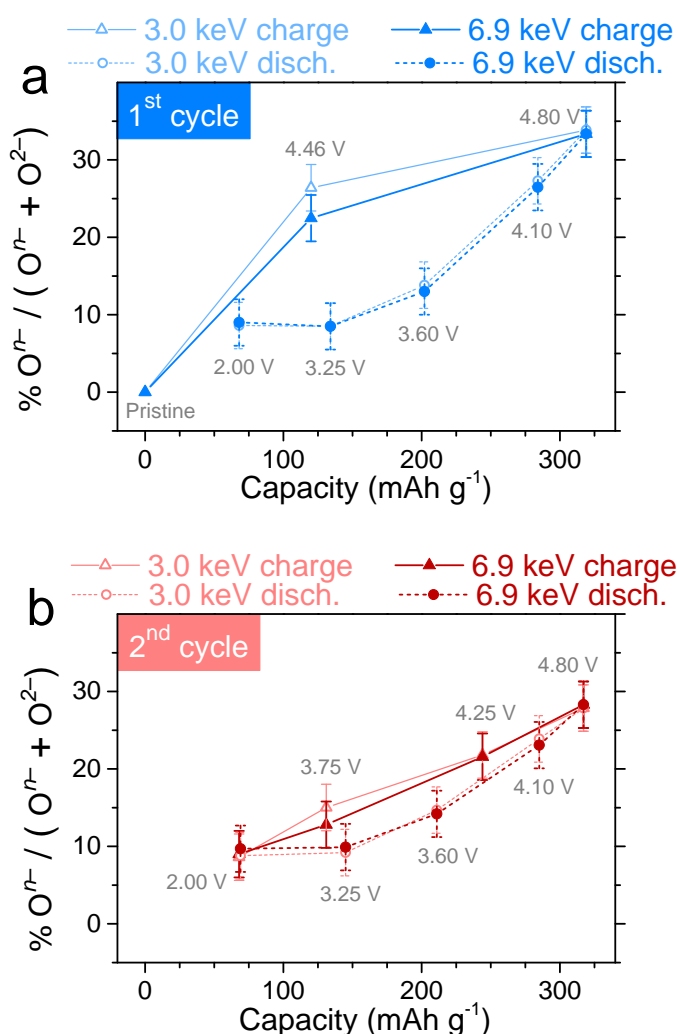 3.0 keV charge 6.9 keV charge
3.0 keV disch. 6.9 keV disch.
a
1st cycle
4.80 V
4.46 V
4.10 V
3.60 V
2.00 V 3.25 V
Pristine
30
20
10
0
% Oⁿ⁻ / ( Oⁿ⁻ + O²⁻)
0 100 200 300
Capacity (mAh g⁻¹)
3.0 keV charge 6.9 keV charge
3.0 keV disch. 6.9 keV disch.
b
2nd cycle
4.80 V
4.25 V
3.75 V
4.10 V
3.60 V
2.00 V 3.25 V
30
20
10
0
% Oⁿ⁻ / ( Oⁿ⁻ + O²⁻)
0 100 200 300
Capacity (mAh g⁻¹)